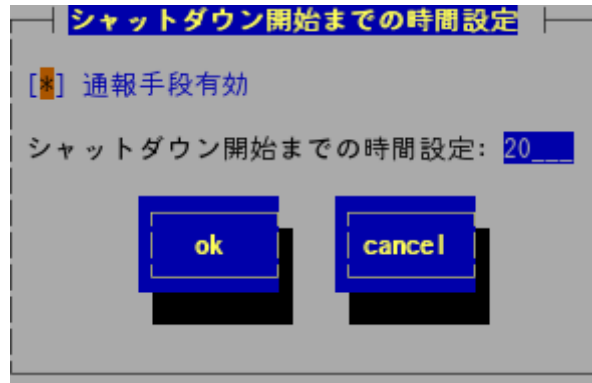 シャットダウン開始までの時間設定
[*] 通報手段有効
シャットダウン開始までの時間設定: 20___
ok cancel